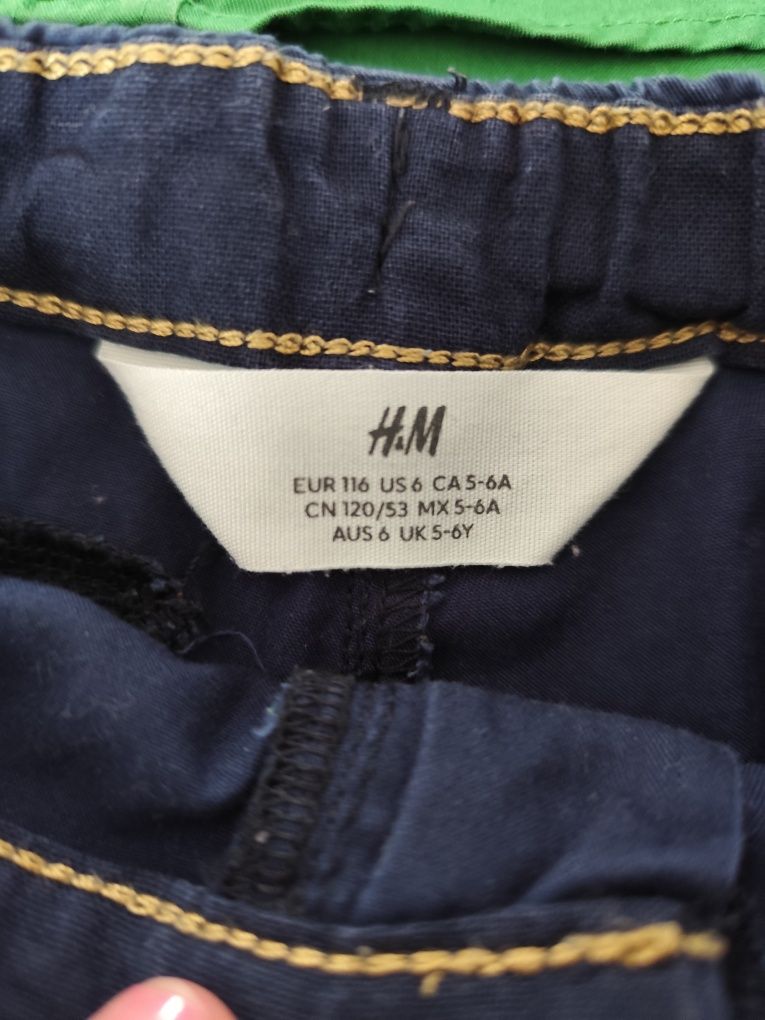 H&M
EUR 116 US 6 CA 5-6A
CN 120/53 MX 5-6A
AUS 6 UK 5-6Y